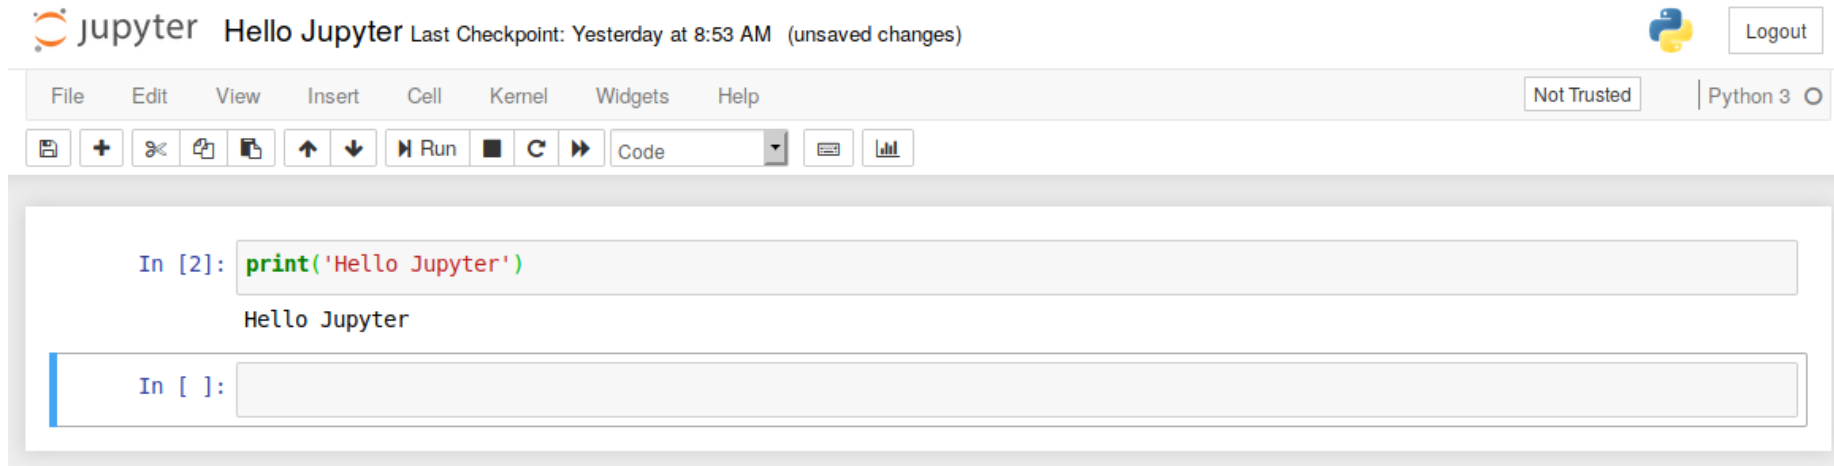 jupyter Hello Jupyter Last Checkpoint: Yesterday at 8:53 AM (unsaved changes) Logout
File Edit View Insert Cell Kernel Widgets Help Not Trusted Python 3
Run Code
In [2]: print('Hello Jupyter')
Hello Jupyter
In [ ]: